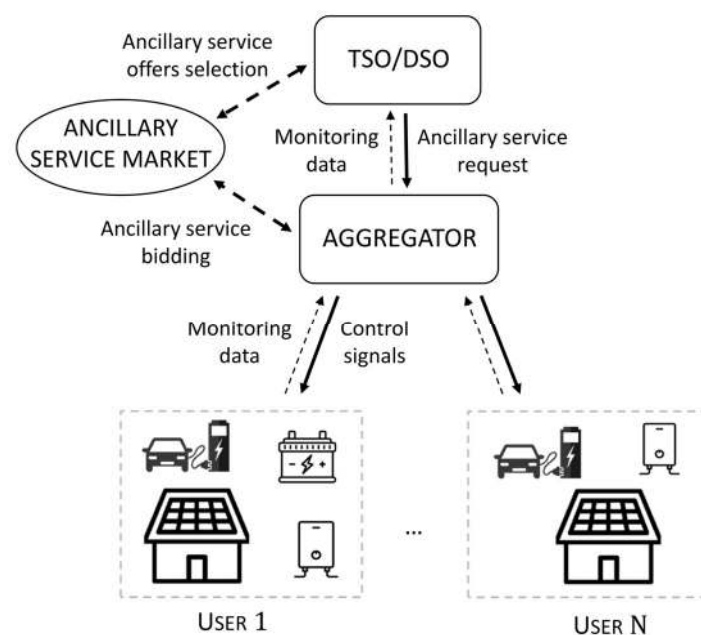 Ancillary service
offers selection
TSO/DSO
ANCILLARY
SERVICE MARKET
Monitoring
data
Ancillary service
request
Ancillary service
bidding
AGGREGATOR
Monitoring
data
Control
signals
- +
...
USER 1
USER N